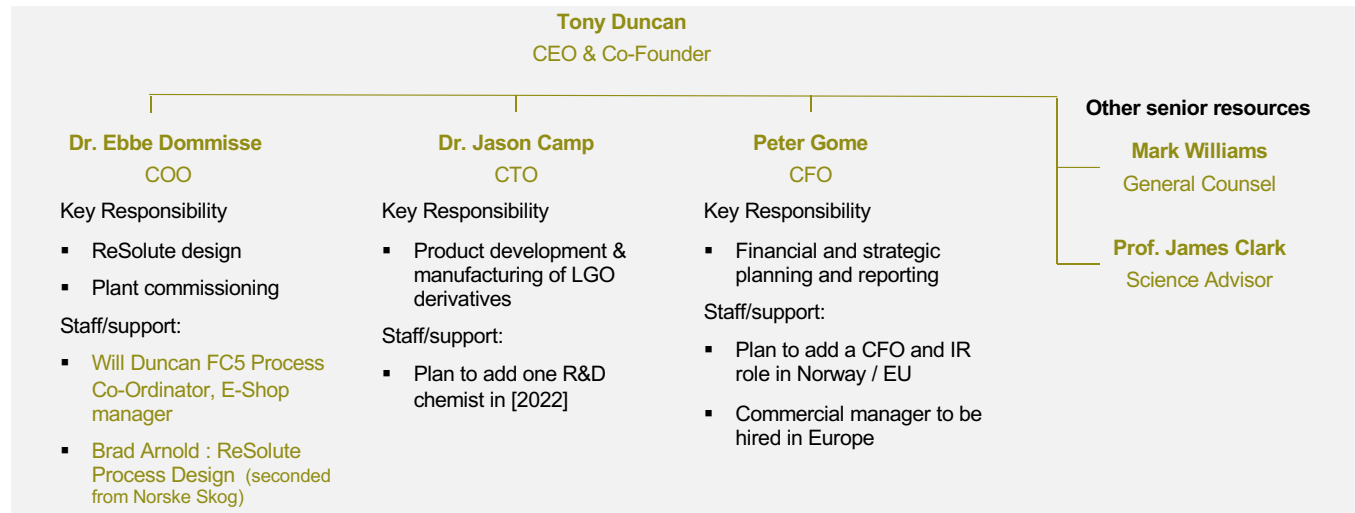 Tony Duncan
CEO & Co-Founder
Dr. Ebbe Dommisse
COO
Key Responsibility
▪ ReSolute design
▪ Plant commissioning
Staff/support:
▪ Will Duncan FC5 Process
Co-Ordinator, E-Shop
manager
▪ Brad Arnold : ReSolute
Process Design (seconded
from Norske Skog)
Dr. Jason Camp
CTO
Key Responsibility
▪ Product development &
manufacturing of LGO
derivatives
Staff/support:
▪ Plan to add one R&D
chemist in [2022]
Peter Gome
CFO
Key Responsibility
▪ Financial and strategic
planning and reporting
Staff/support:
▪ Plan to add a CFO and IR
role in Norway / EU
▪ Commercial manager to be
hired in Europe
Other senior resources
Mark Williams
General Counsel
Prof. James Clark
Science Advisor